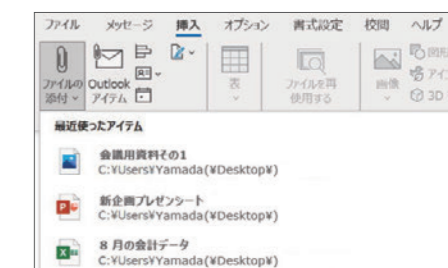 ファイル メッセージ 挿入 オプション 書式設定 校閲 ヘルプ
ファイルの添付
Outlook アイテム
表
ファイルを再使用する
画像
図形
アイ
3D
最近使ったアイテム
会議用資料その1
C:¥Users¥Yamada(¥Desktop¥)
新企画プレゼンシート
C:¥Users¥Yamada(¥Desktop¥)
8 月の会計データ
C:¥Users¥Yamada(¥Desktop¥)